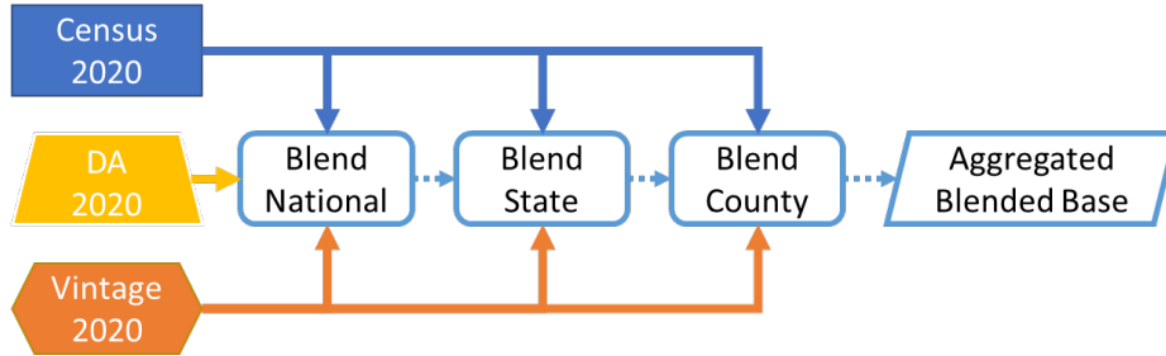 Census
2020
DA
2020
Blend
National
Blend
State
Blend
County
Aggregated
Blended Base
Vintage
2020